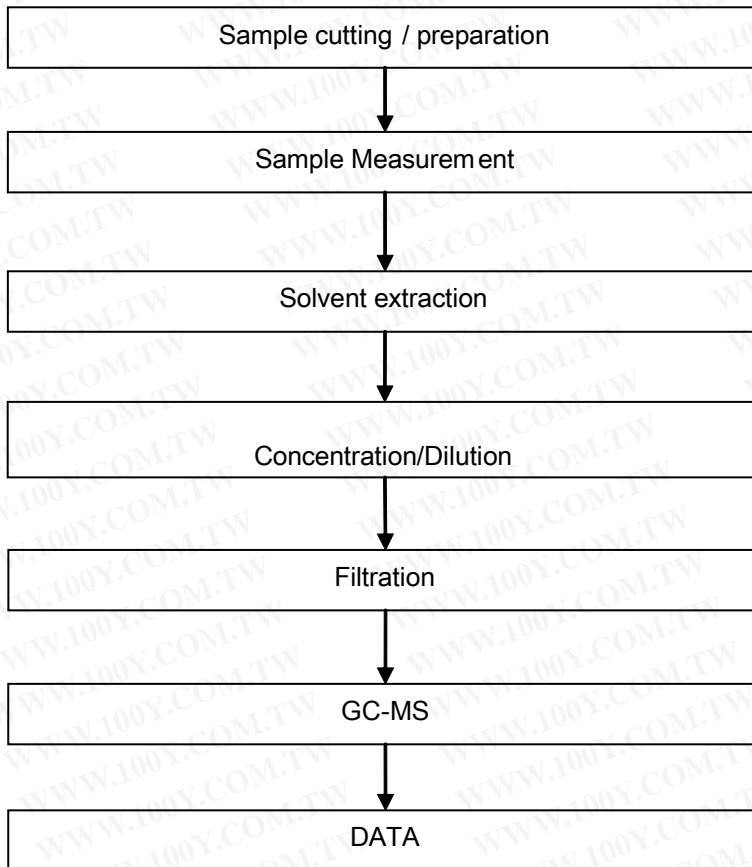 Sample cutting / preparation
Sample Measurement
Solvent extraction
Concentration/Dilution
Filtration
GC-MS
DATA
WWW.100Y.COM.TW